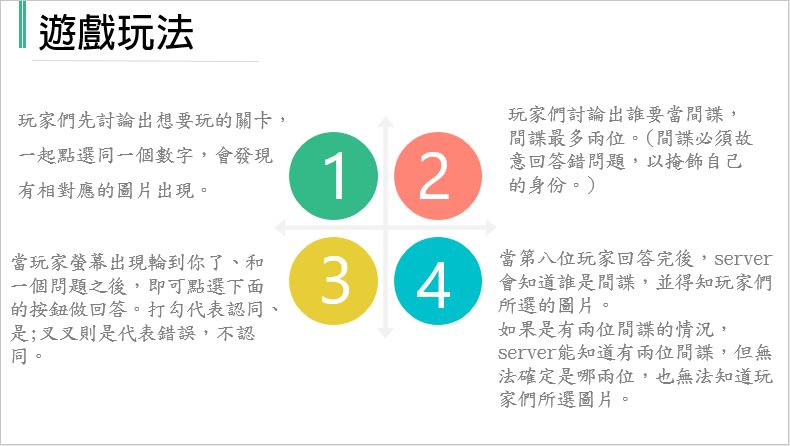 遊戲玩法
玩家們先討論出想要玩的關卡，
一起點選同一個數字，會發現
有相對應的圖片出現。
1
2
玩家們討論出誰要當間諜，
間諜最多兩位。(間諜必須故
意回答錯問題，以掩飾自己
的身份。)
當玩家螢幕出現輪到你了、和
一個問題之後，即可點選下面
的按鈕做回答。打勾代表認同、
是;叉叉則是代表錯誤，不認
同。
3
4
當第八位玩家回答完後，server
會知道誰是間諜，並得知玩家們
所選的圖片。
如果是有兩位間諜的情況，
server能知道有兩位間諜，但無
法確定是哪兩位，也無法知道玩
家們所選圖片。